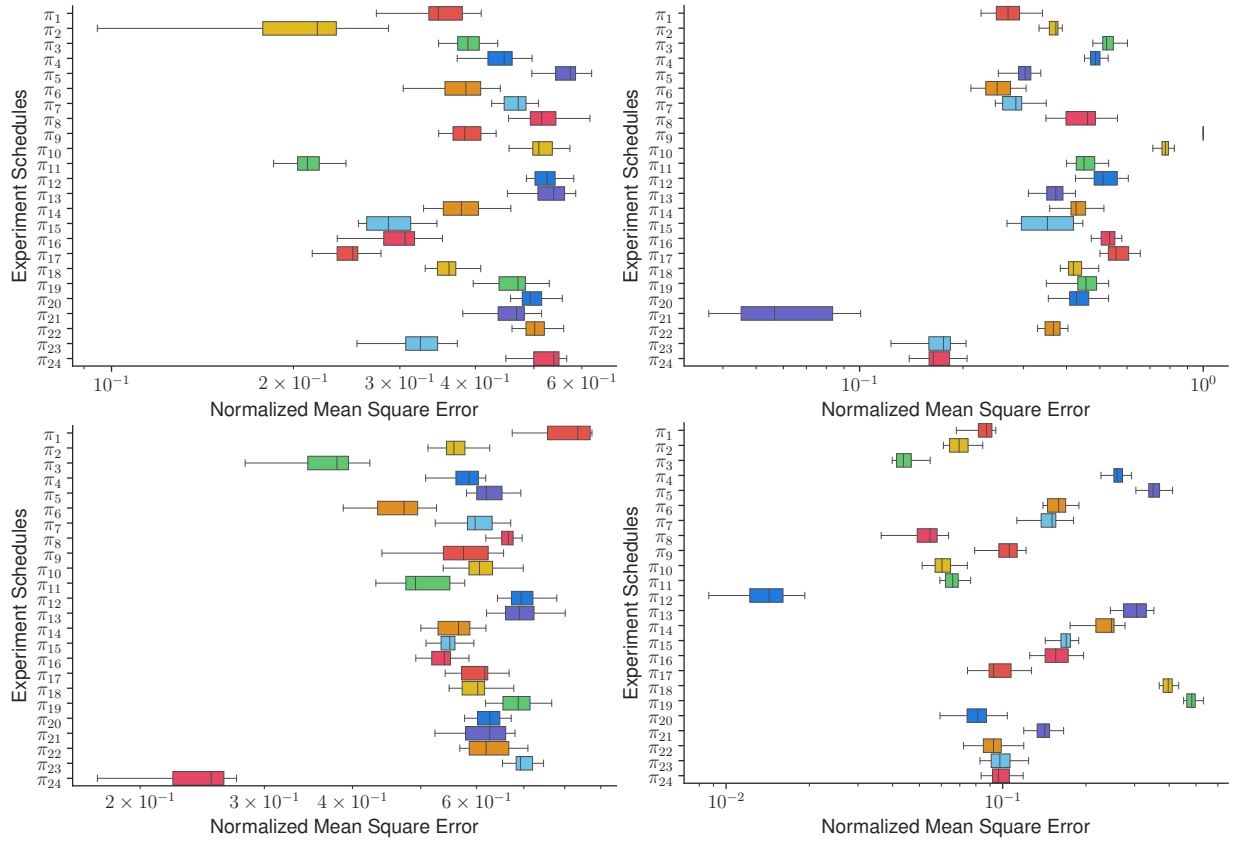 Experiment Schedules
π₁
π₂
π₃
π₄
π₅
π₆
π₇
π₈
π₉
π₁₀
π₁₁
π₁₂
π₁₃
π₁₄
π₁₅
π₁₆
π₁₇
π₁₈
π₁₉
π₂₀
π₂₁
π₂₂
π₂₃
π₂₄
10⁻¹ 2 × 10⁻¹ 3 × 10⁻¹ 4 × 10⁻¹ 6 × 10⁻¹
Normalized Mean Square Error
Experiment Schedules
π₁
π₂
π₃
π₄
π₅
π₆
π₇
π₈
π₉
π₁₀
π₁₁
π₁₂
π₁₃
π₁₄
π₁₅
π₁₆
π₁₇
π₁₈
π₁₉
π₂₀
π₂₁
π₂₂
π₂₃
π₂₄
10⁻¹ 10⁰
Normalized Mean Square Error
Experiment Schedules
π₁
π₂
π₃
π₄
π₅
π₆
π₇
π₈
π₉
π₁₀
π₁₁
π₁₂
π₁₃
π₁₄
π₁₅
π₁₆
π₁₇
π₁₈
π₁₉
π₂₀
π₂₁
π₂₂
π₂₃
π₂₄
2 × 10⁻¹ 3 × 10⁻¹ 4 × 10⁻¹ 6 × 10⁻¹
Normalized Mean Square Error
Experiment Schedules
π₁
π₂
π₃
π₄
π₅
π₆
π₇
π₈
π₉
π₁₀
π₁₁
π₁₂
π₁₃
π₁₄
π₁₅
π₁₆
π₁₇
π₁₈
π₁₉
π₂₀
π₂₁
π₂₂
π₂₃
π₂₄
10⁻² 10⁻¹
Normalized Mean Square Error